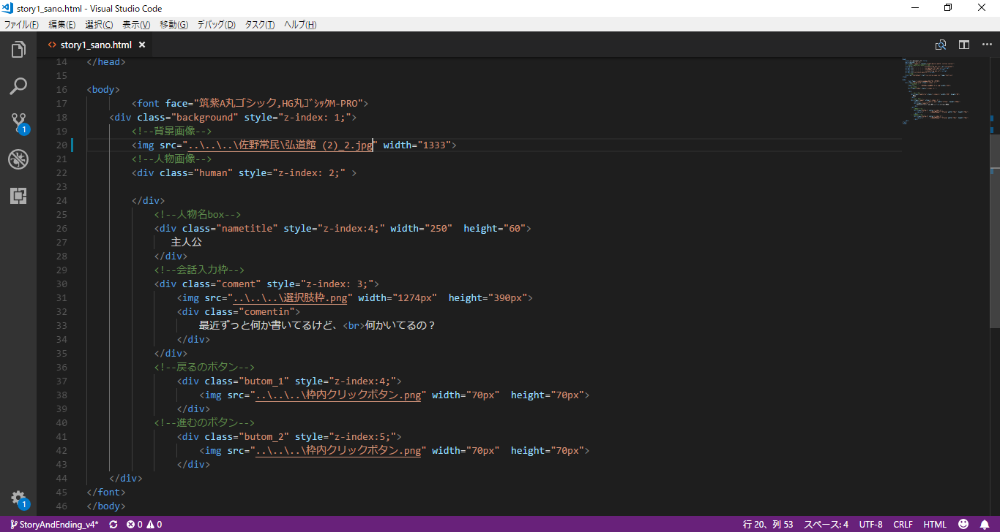 story1_sano.html - Visual Studio Code
ファイル(F) 編集(E) 選択(C) 表示(V) 移動(G) デバッグ(D) タスク(T) ヘルプ(H)
<> story1_sano.html ×
14 </head>
15
16 <body>
17 <font face="筑紫A丸ゴシック,HG丸ｺﾞｼｯｸM-PRO">
18 <div class="background" style="z-index: 1;">
19 <!--背景画像-->
20 <img src="..\..\..\佐野常民\弘道館 (2)_2.jpg" width="1333">
21 <!--人物画像-->
22 <div class="human" style="z-index: 2;" >
23
24 </div>
25 <!--人物名box-->
26 <div class="nametitle" style="z-index:4;" width="250"  height="60">
27 主人公
28 </div>
29 <!--会話入力枠-->
30 <div class="coment" style="z-index: 3;">
31 <img src="..\..\..\選択肢枠.png" width="1274px"  height="390px">
32 <div class="comentin">
33 最近ずっと何か書いてるけど、<br>何かいてるの？
34 </div>
35 </div>
36 <!--戻るのボタン-->
37 <div class="butom_1" style="z-index:4;">
38 <img src="..\..\..\枠内クリックボタン.png" width="70px"  height="70px">
39 </div>
40 <!--進むのボタン-->
41 <div class="butom_2" style="z-index:5;">
42 <img src="..\..\..\枠内クリックボタン.png" width="70px"  height="70px">
43 </div>
44 </div>
45 </font>
46 </body>
1
1
StoryAndEnding_v4* 0 0 行 20、列 53 スペース: 4 UTF-8 CRLF HTML